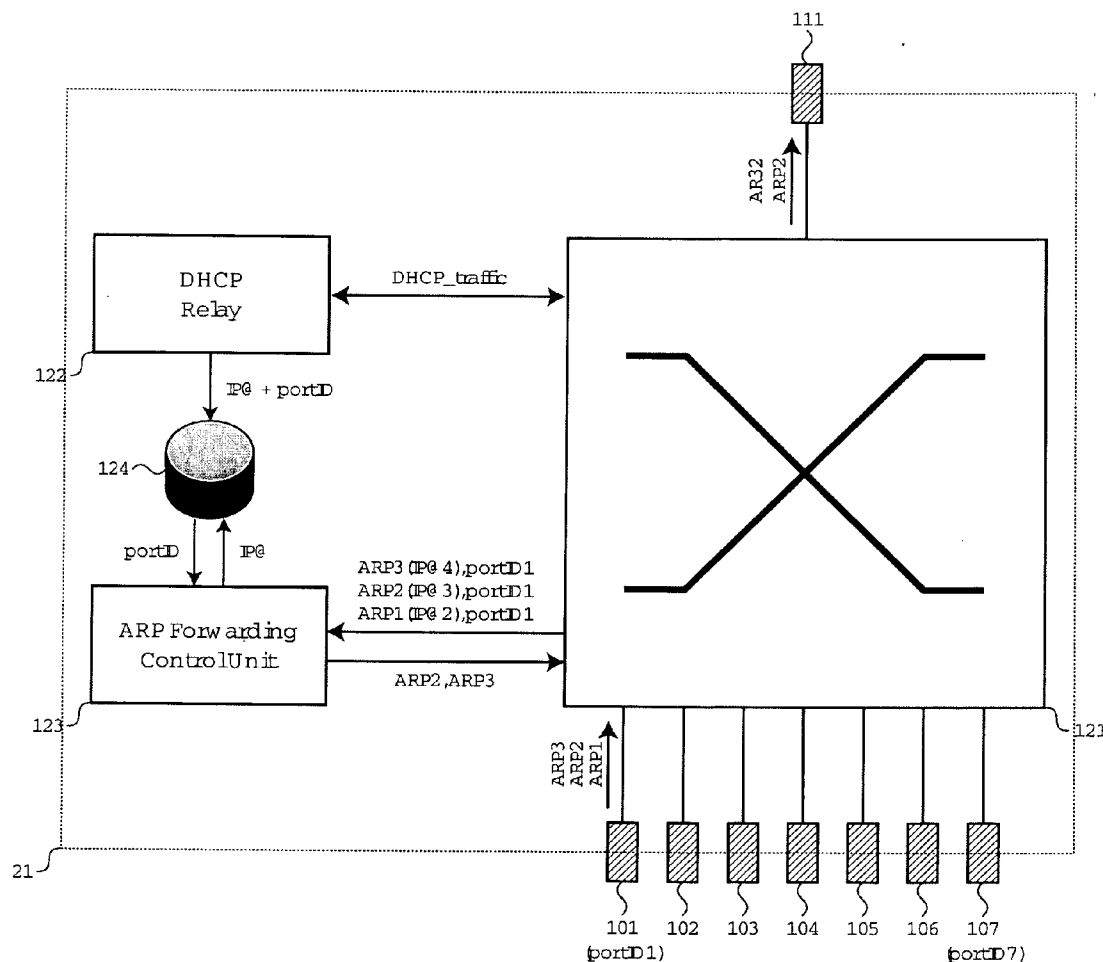 111
AR32
ARP2
DHCP
Relay
DHCP_traffic
122
IP@ + portID
124
portID
IP@
ARP3(IP@4),portID1
ARP2(IP@3),portID1
ARP1(IP@2),portID1
ARP Forwarding
Control Unit
ARP2,ARP3
123
121
ARP3
ARP2
ARP1
21
101
102
103
104
105
106
107
(portID1)
(portID7)